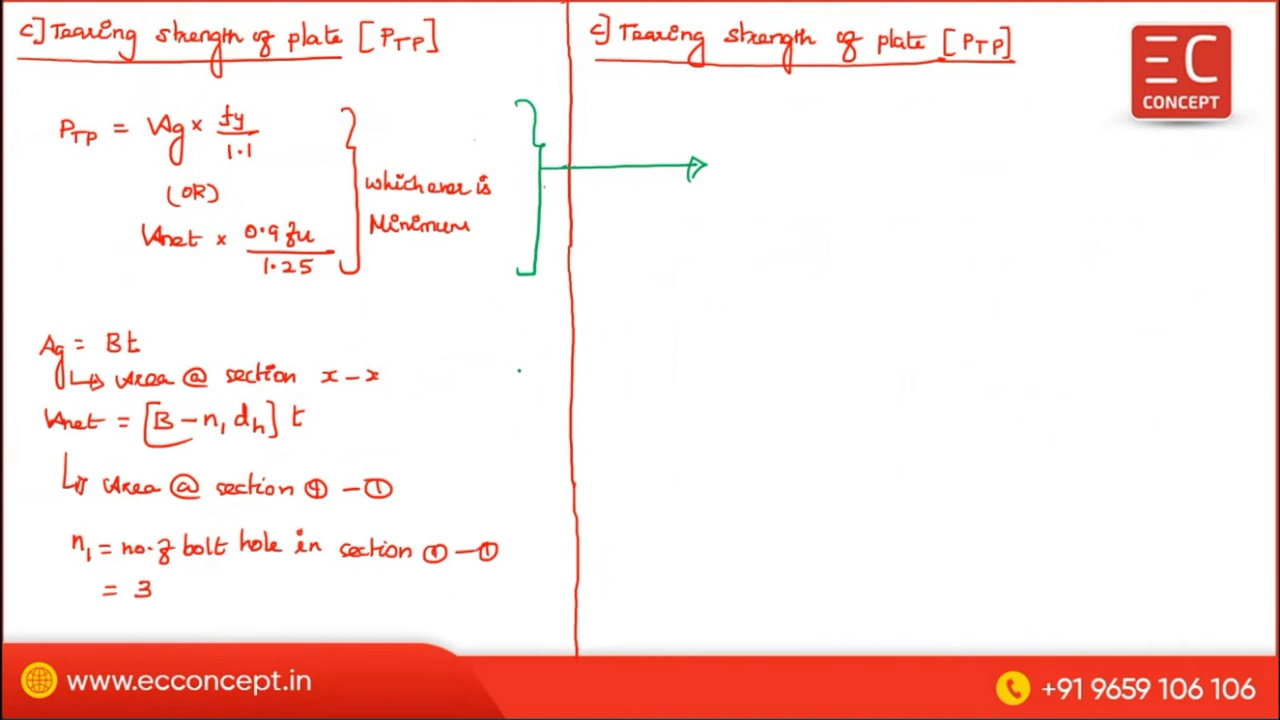 c] Tearing strength of plate [PTP]
PTP = Ag × fy / 1.1
(OR)
Anet × 0.9 fu / 1.25
whichever is
Minimum
Ag = Bt
↳ Area @ section x - x
Anet = [B - n1 dh] t
↳ Area @ section ① - ①
n1 = no. of bolt hole in section ① - ①
= 3
c] Tearing strength of plate [PTP]
EC
CONCEPT
www.ecconcept.in
+91 9659 106 106